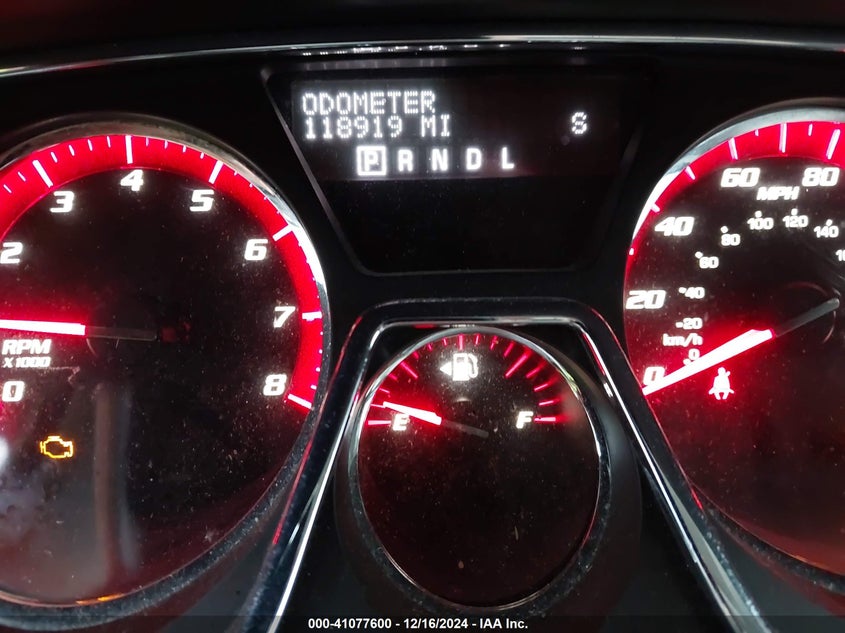 ODOMETER
118919 MI S
P R N D L
2 3 4 5 6 7 8
RPM
X1000
0
E F
0 20 40 60 80
MPH
0 20 40 60 80 100 120 140
km/h
000-41077600 - 12/16/2024 - IAA Inc.